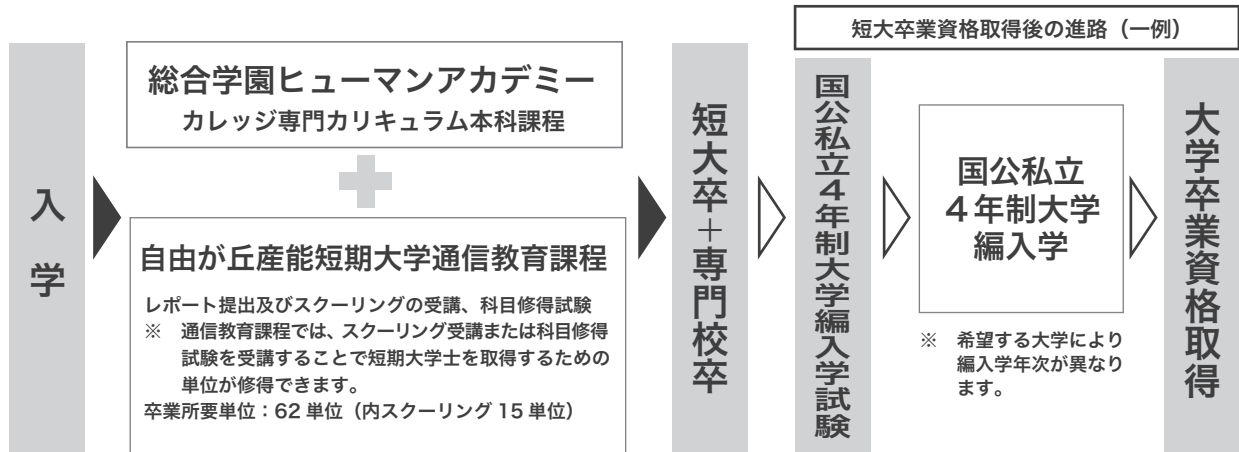 入学
総合学園ヒューマンアカデミー
カレッジ専門カリキュラム本科課程
自由が丘産能短期大学通信教育課程
レポート提出及びスクーリングの受講、科目修得試験
※　通信教育課程では、スクーリング受講または科目修得
試験を受講することで短期大学士を取得するための
単位が修得できます。
卒業所要単位：62 単位（内スクーリング 15 単位）
短大卒＋専門校卒
短大卒業資格取得後の進路（一例）
国公私立４年制大学編入学試験
国公私立
４年制大学
編入学
※　希望する大学により
編入学年次が異なり
ます。
大学卒業資格取得